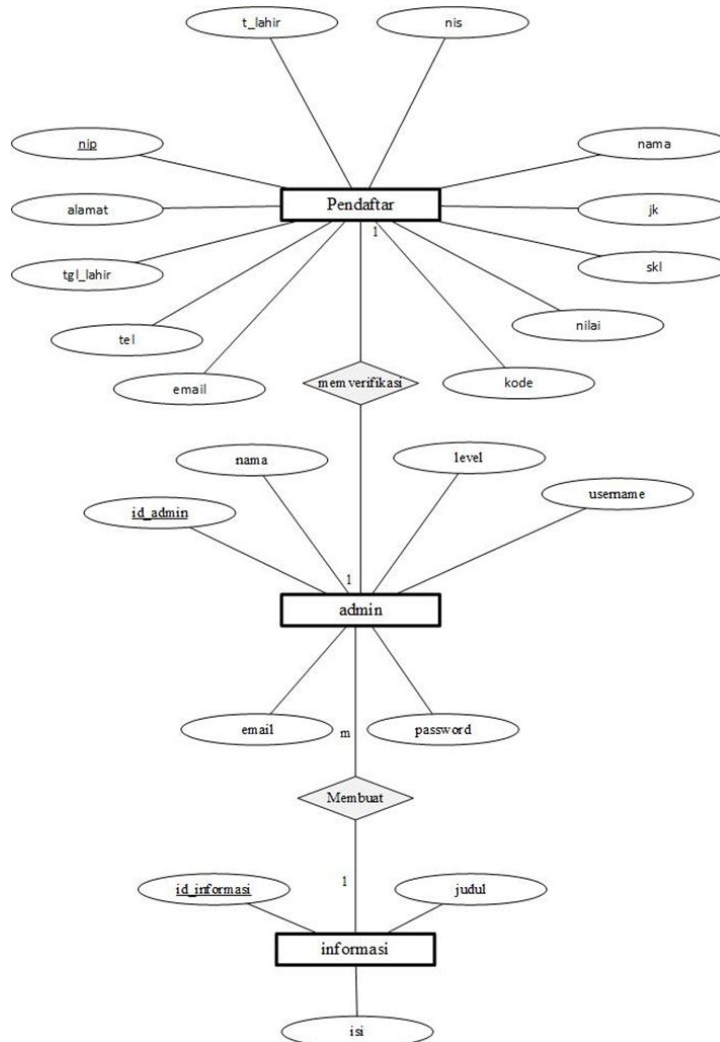 t_lahir
nis
nip
nama
alamat
Pendaftar
jk
1
tgl_lahir
skl
tel
nilai
email
memverifikasi
kode
nama
level
id_admin
username
1
admin
email
m
password
Membuat
id_informasi
1
judul
informasi
isi